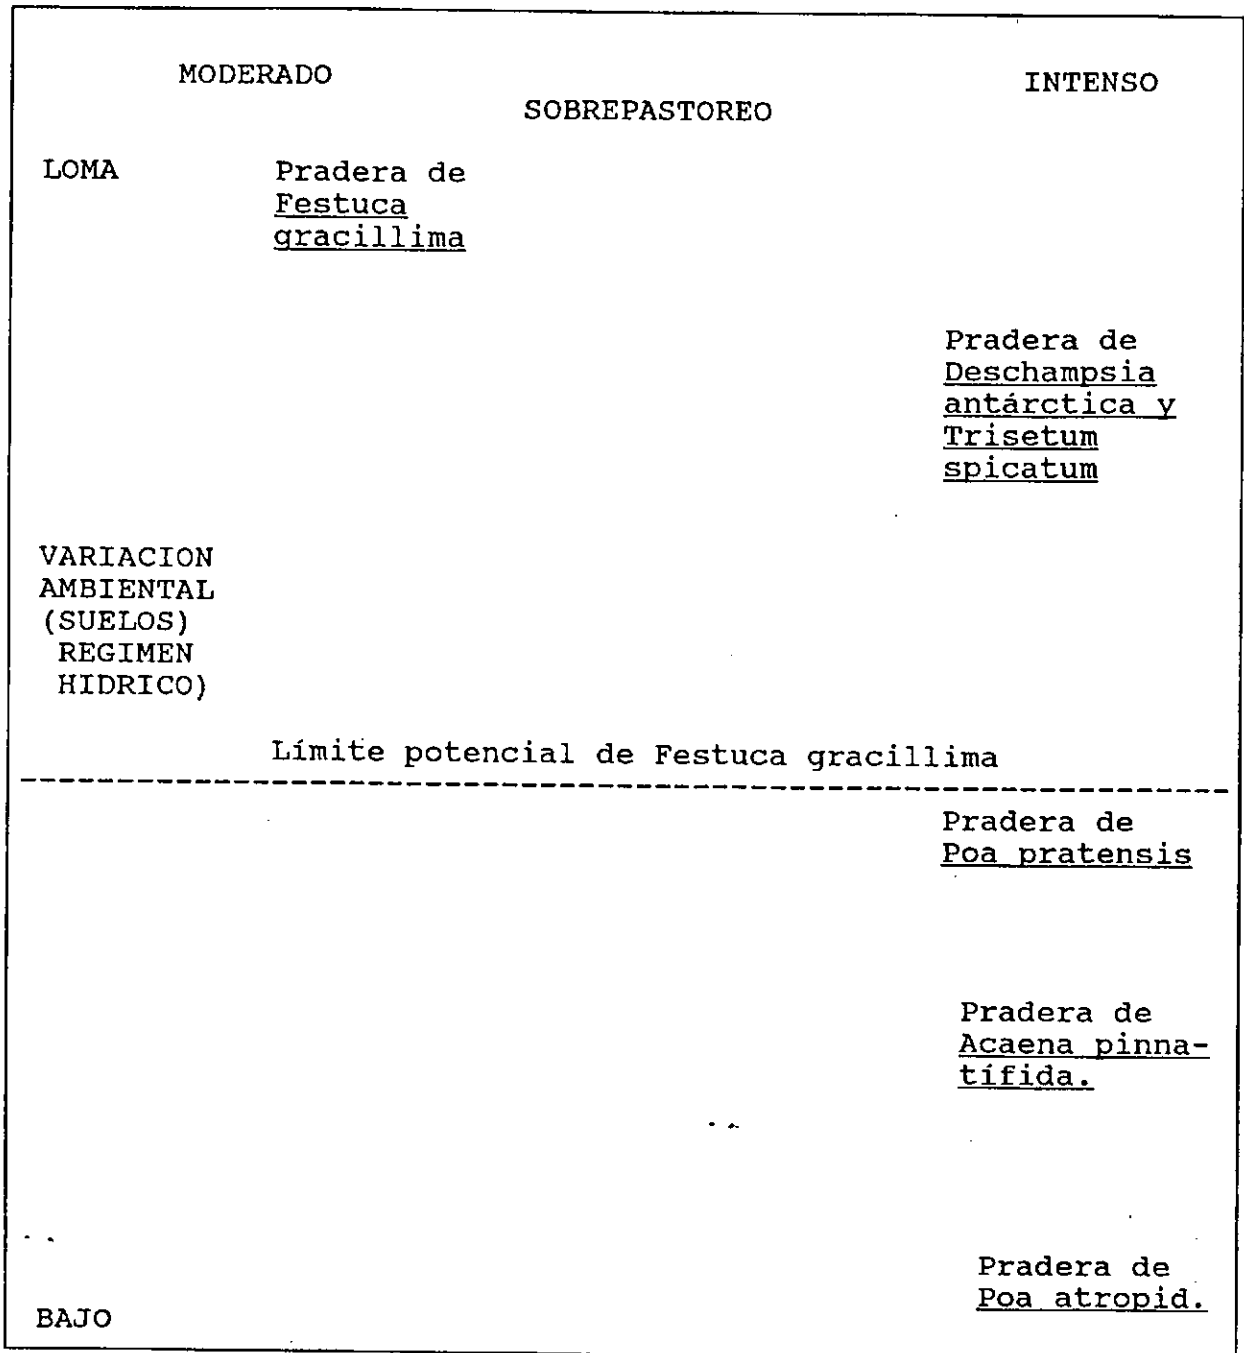 MODERADO
INTENSO
SOBREPASTOREO
LOMA
Pradera de
Festuca
gracillima
Pradera de
Deschampsia
antárctica y
Trisetum
spicatum
VARIACION
AMBIENTAL
(SUELOS)
REGIMEN
HIDRICO)
Límite potencial de Festuca gracillima
Pradera de
Poa pratensis
Pradera de
Acaena pinna-
tífida.
Pradera de
Poa atropid.
BAJO